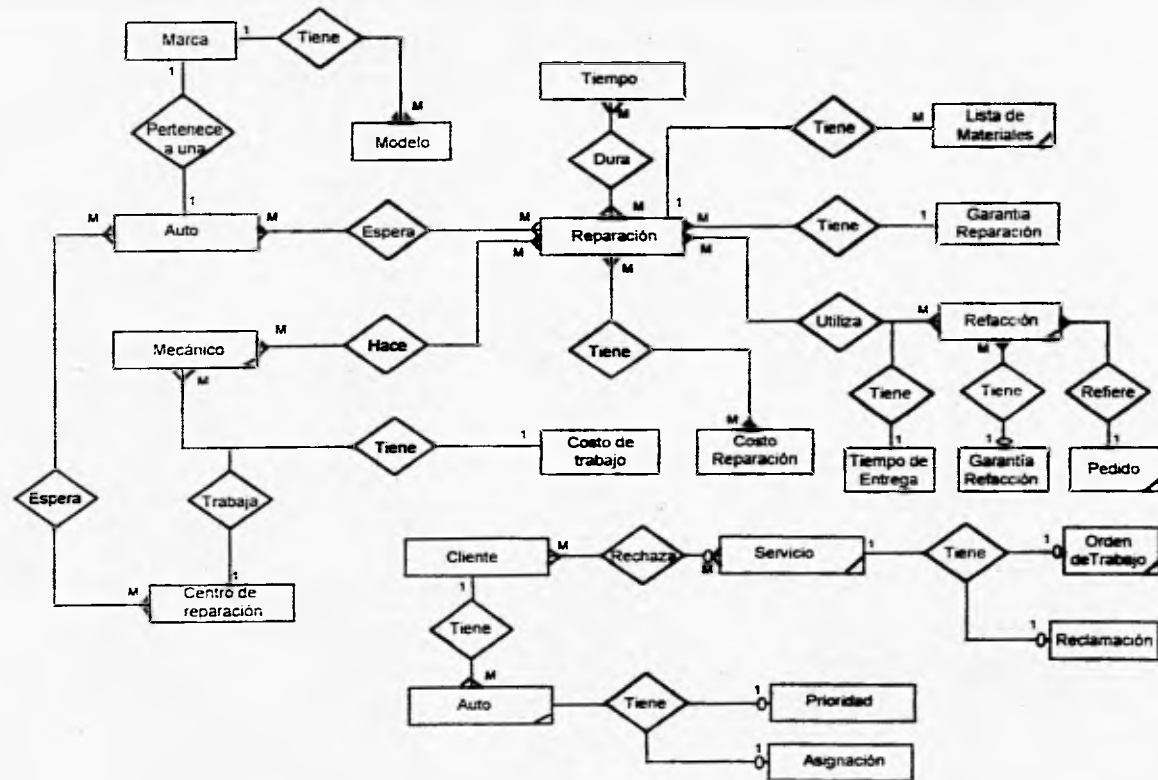 Marca
1
Tiene
1
M
Modelo
Pertenece
a una
1
M
Auto
M
Espera
M
Tiempo
M
Dura
M
1
Reparación
M
M
M
M
Tiene
M
Lista de
Materiales
Tiene
1
Garantía
Reparación
Utiliza
M
Refacción
M
Tiene
1
Tiempo de
Entrega
Tiene
1
Garantía
Refacción
Refiere
1
Pedido
Mecánico
M
Hace
M
Tiene
M
Costo
Reparación
Tiene
1
Costo de
trabajo
Espera
Trabaja
1
M
Centro de
reparación
Cliente
M
Rechaza
M
Servicio
1
Tiene
1
Orden
deTrabajo
1
Reclamación
1
Tiene
M
Auto
Tiene
1
Prioridad
1
Asignación